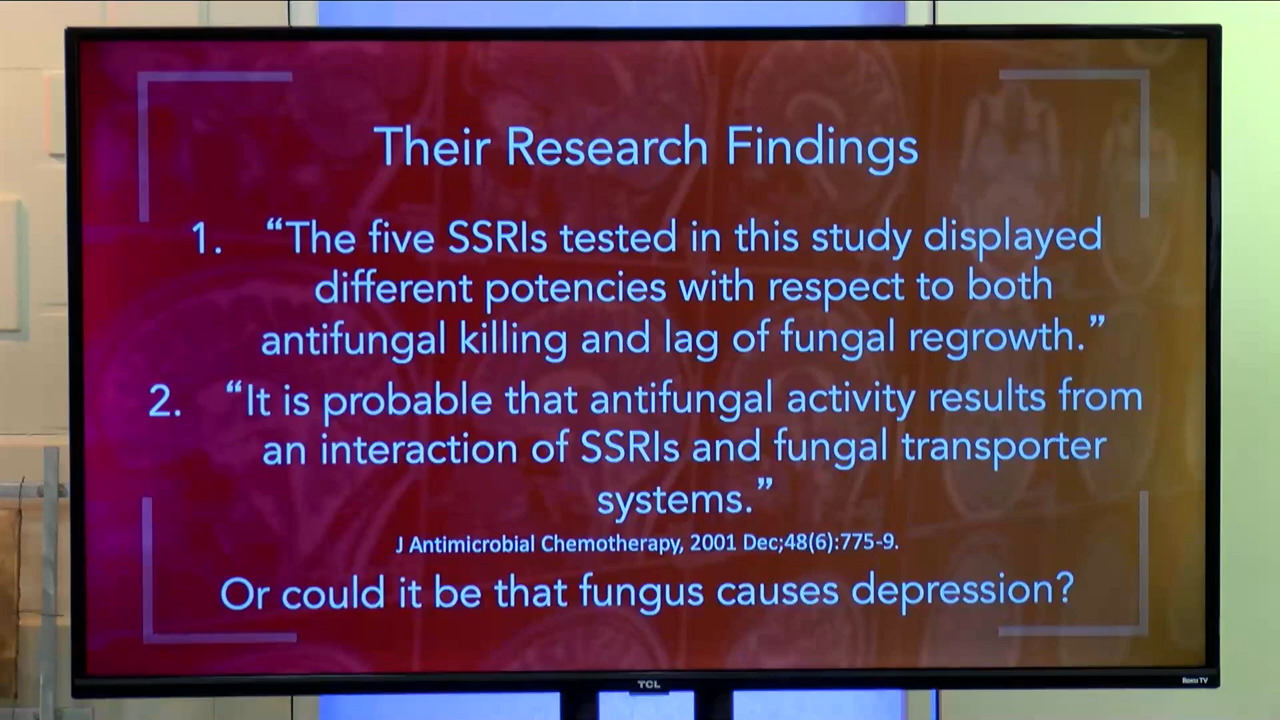 Their Research Findings
1. “The five SSRIs tested in this study displayed
different potencies with respect to both
antifungal killing and lag of fungal regrowth.”
2. “It is probable that antifungal activity results from
an interaction of SSRIs and fungal transporter
systems.”
J Antimicrobial Chemotherapy, 2001 Dec;48(6):775-9.
Or could it be that fungus causes depression?
TCL
Roku TV